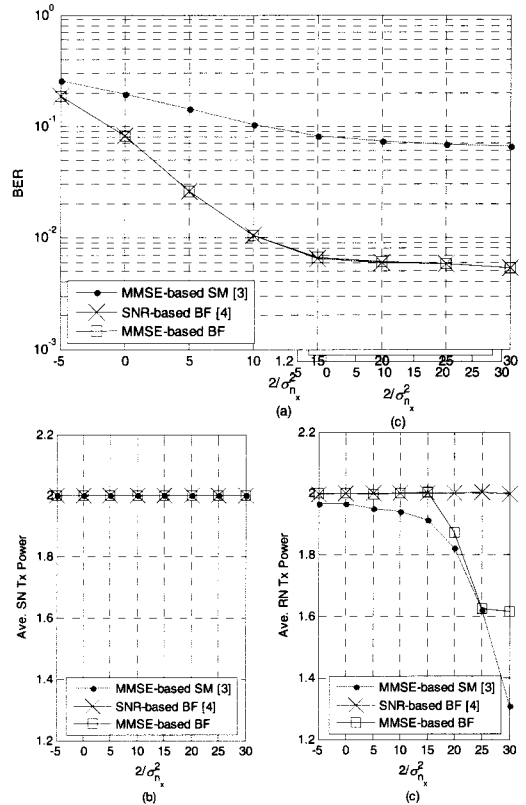 10^0
10^-1
10^-2
10^-3
BER
MMSE-based SM [3]
SNR-based BF [4]
MMSE-based BF
-5 0 5 10 15 20 25 30
1.2
5 0 5 10 15 20 25 30
2/σ²nₓ 2/σ²nₓ
(a) (c)
2.2
2
1.8
1.6
1.4
1.2
Ave. SN Tx Power
MMSE-based SM [3]
SNR-based BF [4]
MMSE-based BF
-5 0 5 10 15 20 25 30
2/σ²nₓ
(b)
2.2
2
1.8
1.6
1.4
1.2
Ave. RN Tx Power
MMSE-based SM [3]
SNR-based BF [4]
MMSE-based BF
-5 0 5 10 15 20 25 30
2/σ²nₓ
(c)